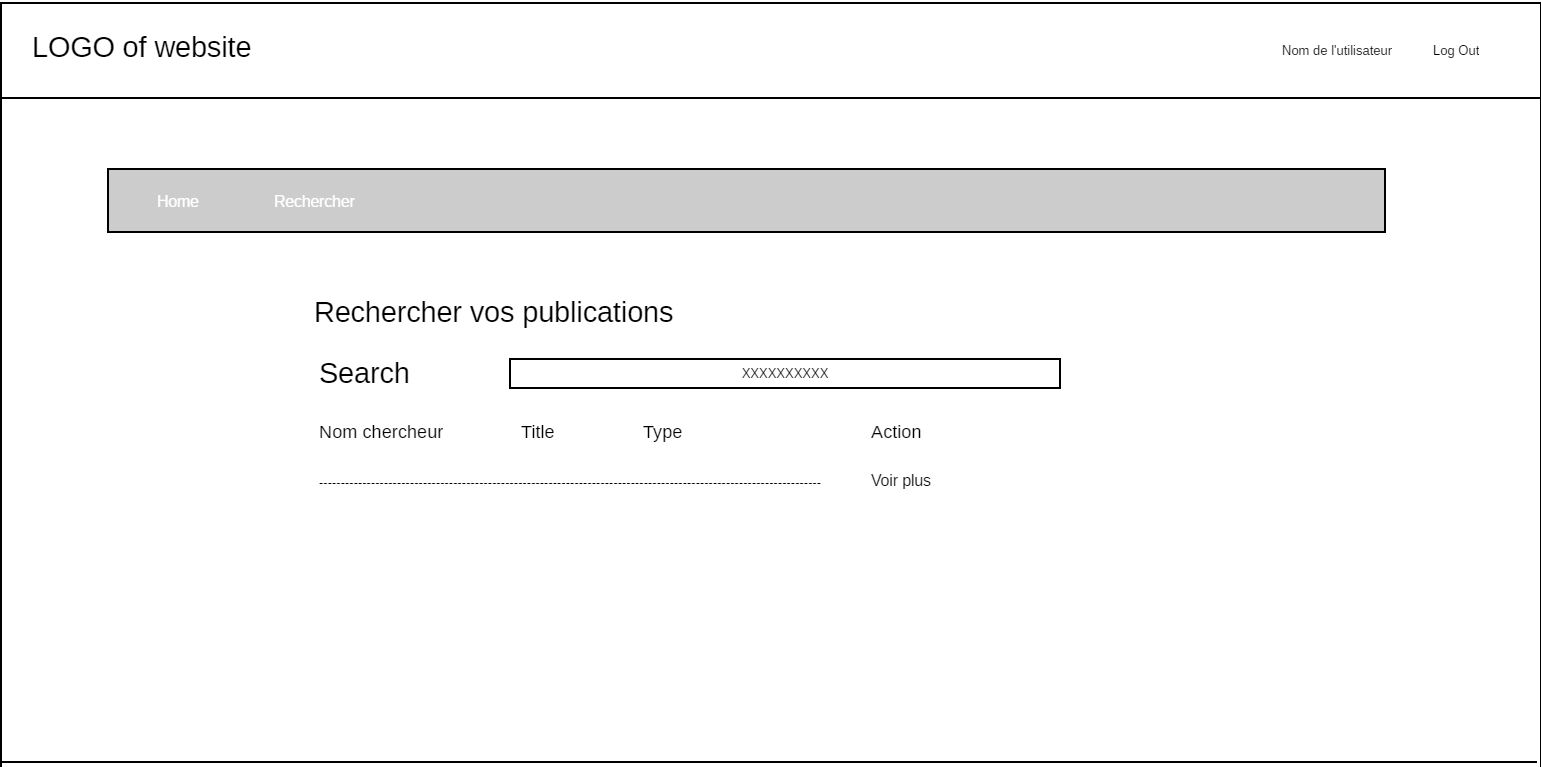 LOGO of website
Nom de l'utilisateur Log Out
Home Rechercher
Rechercher vos publications
Search XXXXXXXXXX
Nom chercheur Title Type Action
--------------------------------------------------------------------------------------------------------------------- Voir plus